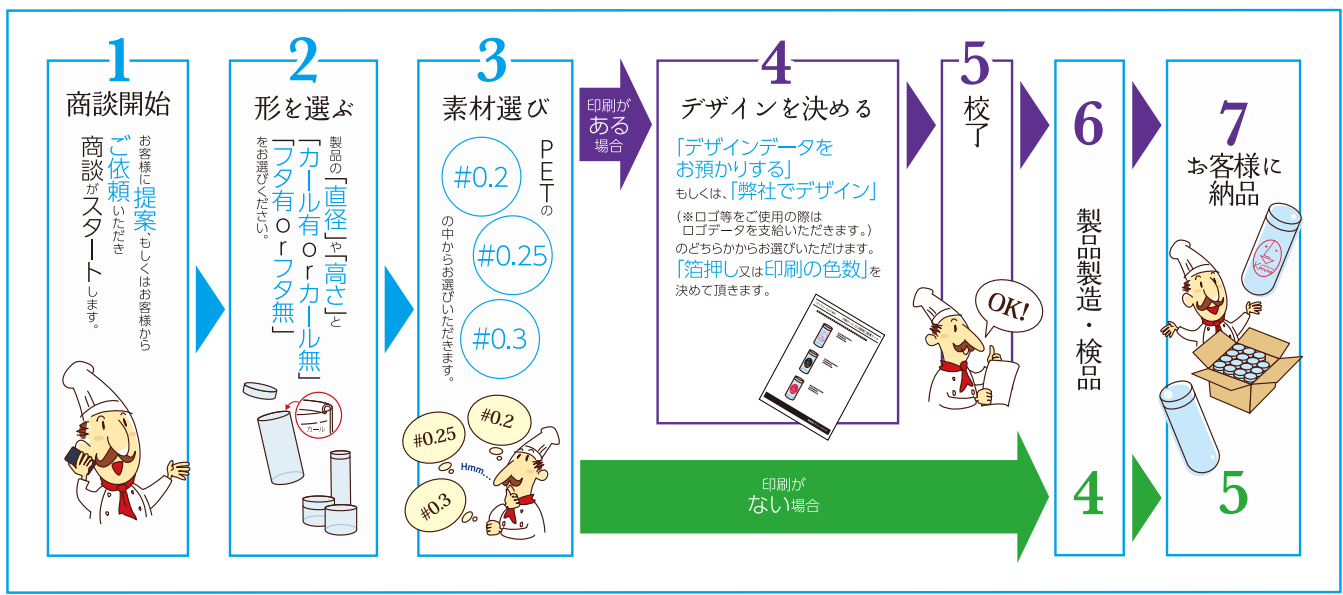 1
商談開始
お客様に提案、もしくはお客様から
ご依頼いただき
商談がスタートします。
2
形を選ぶ
製品の「直径」や「高さ」と
「カール有orカール無」
「フタ有orフタ無」
をお選びください。
カール
3
素材選び
PETの
#0.2
#0.25
#0.3
の中からお選びいただきます。
#0.2
#0.25
Hmm...
#0.3
印刷が
ある
場合
4
デザインを決める
「デザインデータを
お預かりする」
もしくは、「弊社でデザイン」
(※ロゴ等をご使用の際は
ロゴデータを支給いただきます。)
のどちらかからお選びいただけます。
「箔押し又は印刷の色数」を
決めて頂きます。
5
校了
OK!
印刷が
ない場合
6
製品製造・検品
4
7
お客様に
納品
5